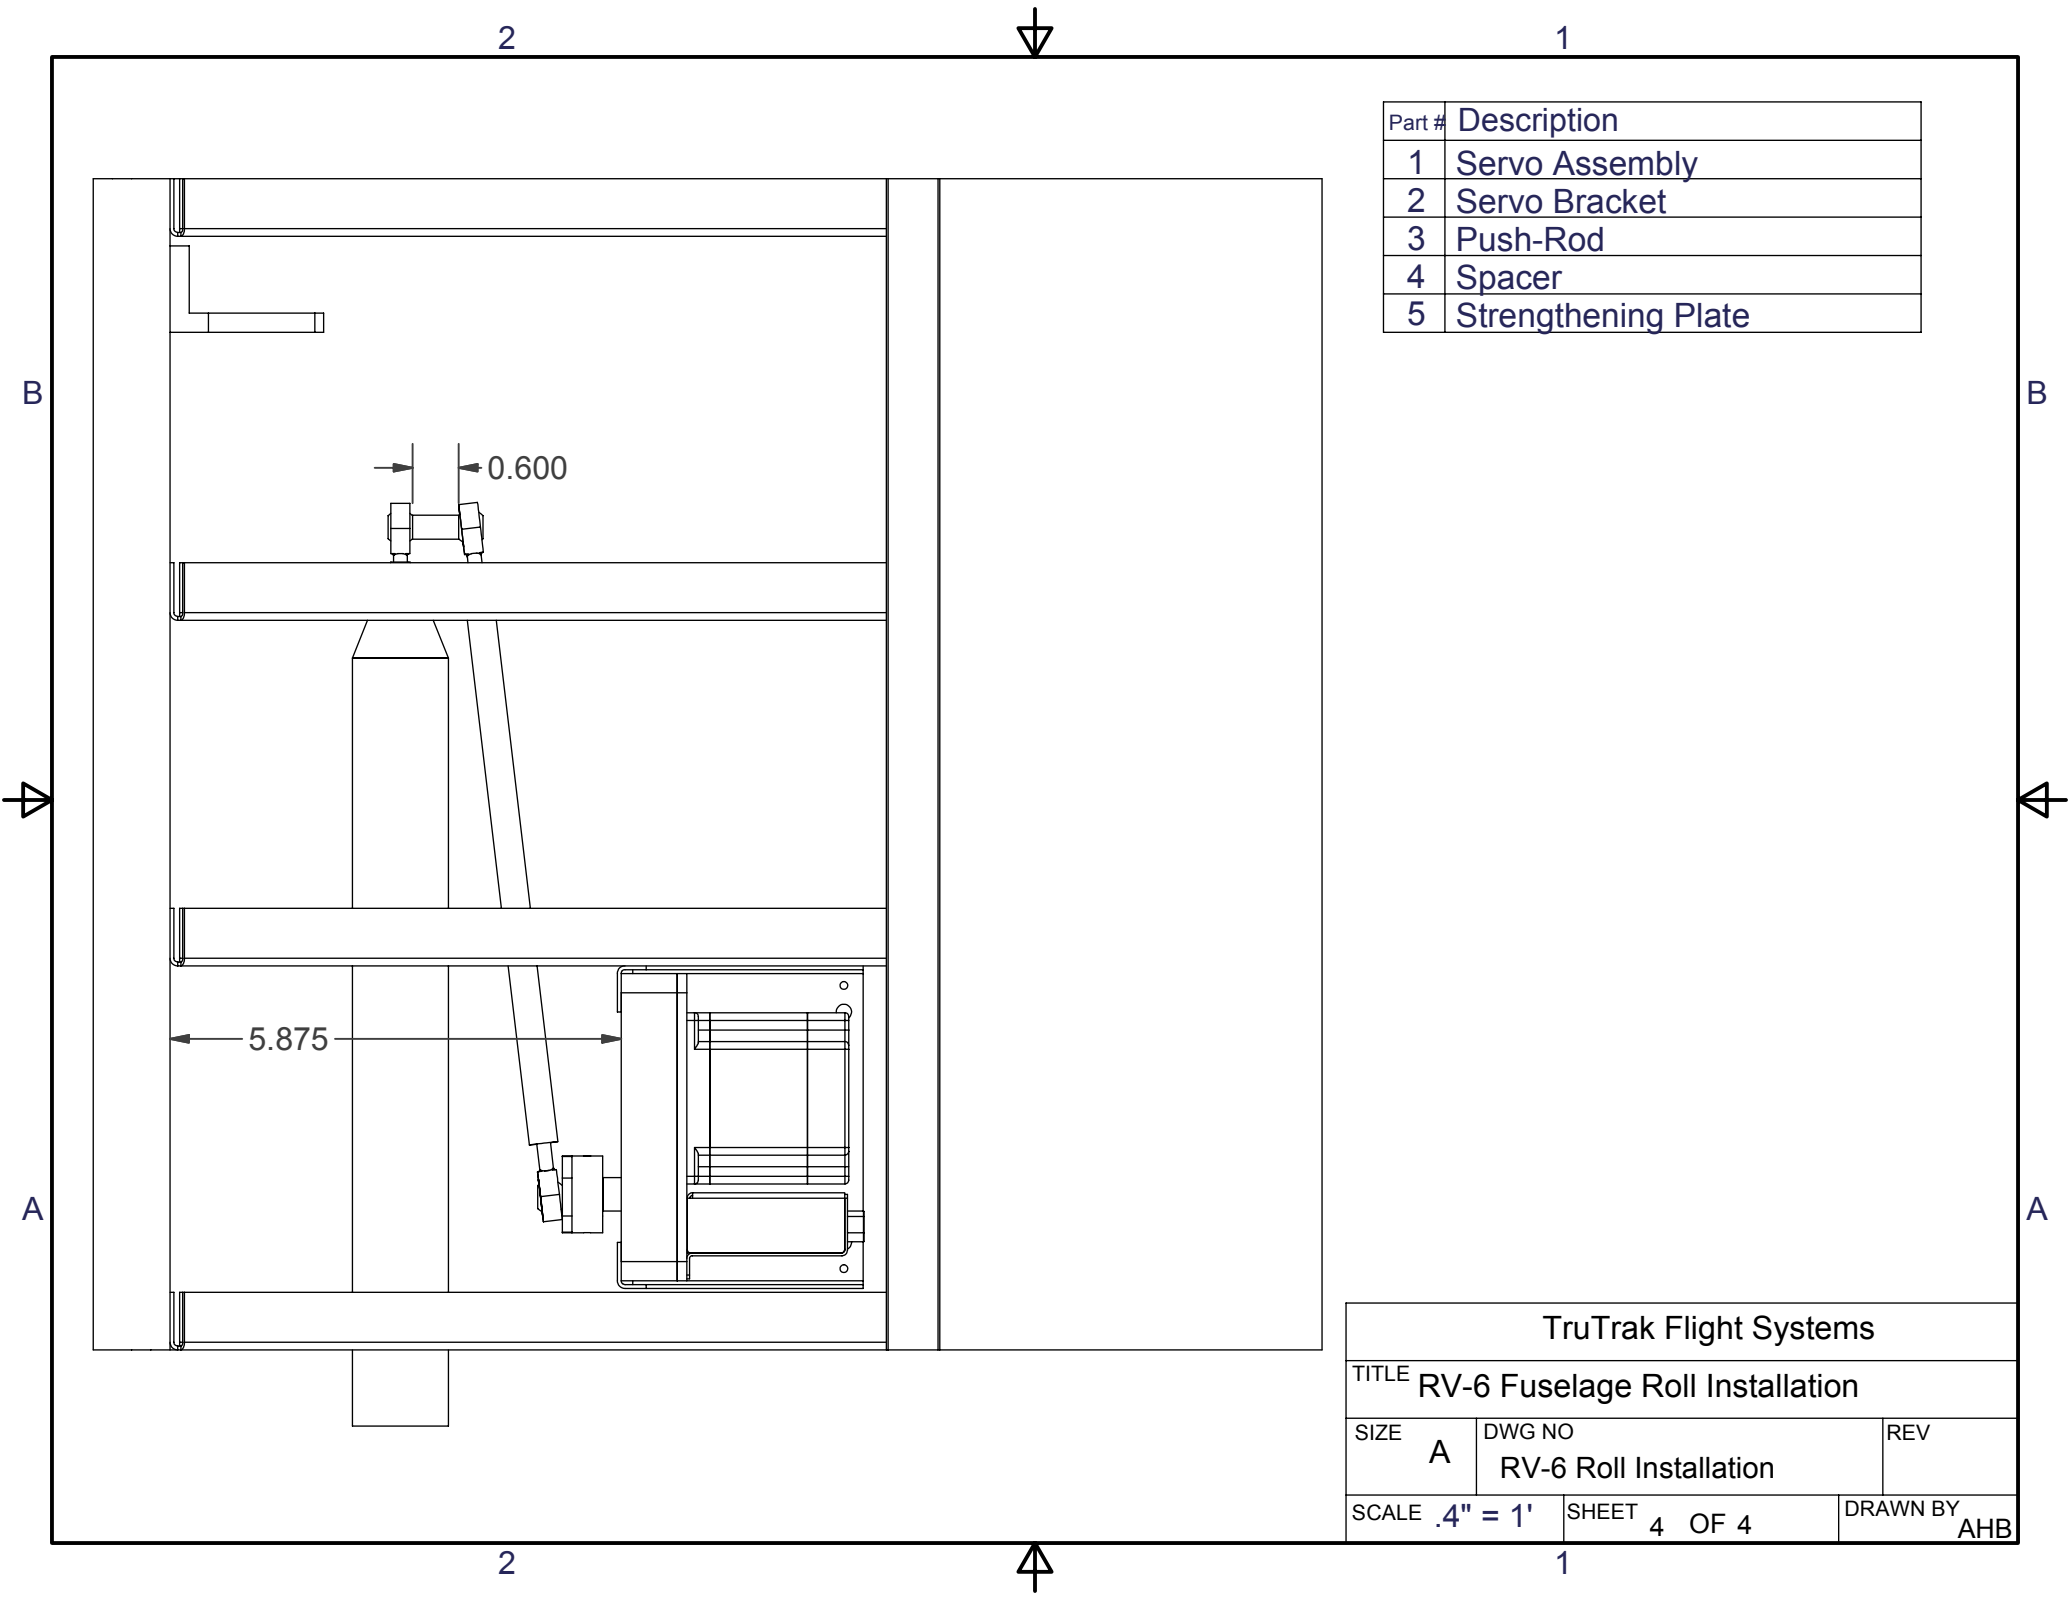 2 1
Part # Description
1 Servo Assembly
2 Servo Bracket
3 Push-Rod
4 Spacer
5 Strengthening Plate
B B
0.600
5.875
A A
TruTrak Flight Systems
TITLE RV-6 Fuselage Roll Installation
SIZE A DWG NO RV-6 Roll Installation REV
SCALE .4" = 1' SHEET 4 OF 4 DRAWN BY AHB
2 1